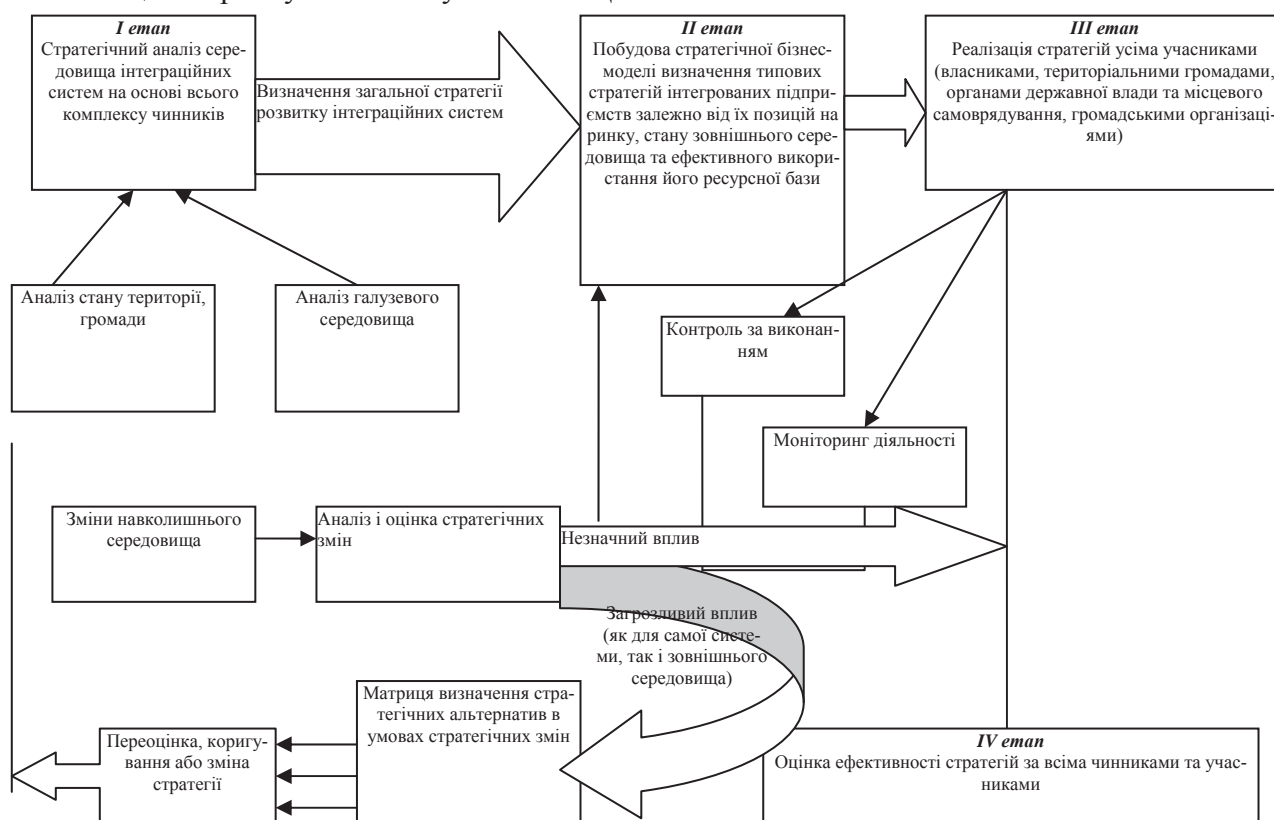 I етап
Стратегічний аналіз сере-
довища інтеграційних
систем на основі всього
комплексу чинників
Визначення загальної стратегії
розвитку інтеграційних систем
II етап
Побудова стратегічної бізнес-
моделі визначення типових
стратегій інтегрованих підпри-
ємств залежно від їх позицій на
ринку, стану зовнішнього сере-
довища та ефективного викори-
стання його ресурсної бази
III етап
Реалізація стратегій усіма учасниками
(власниками, територіальними громадами,
органами державної влади та місцевого
самоврядування, громадськими організаці-
ями)
Аналіз стану території,
громади
Аналіз галузевого
середовища
Контроль за виконан-
ням
Моніторинг діяльності
Зміни навколишнього
середовища
Аналіз і оцінка стратегічних
змін
Незначний вплив
Загрозливий вплив
(як для самої систе-
ми, так і зовнішнього
середовища)
Матриця визначення стра-
тегічних альтернатив в
умовах стратегічних змін
Переоцінка, коригу-
вання або зміна
стратегії
IV етап
Оцінка ефективності стратегій за всіма чинниками та учас-
никами